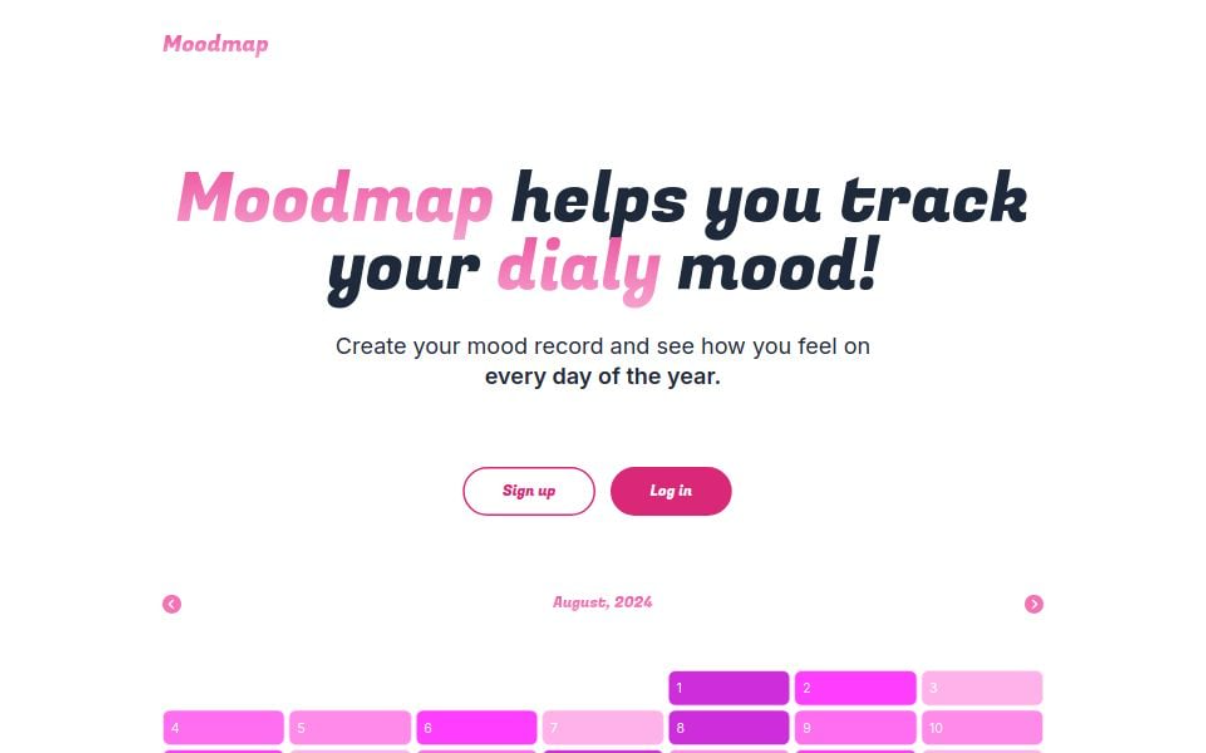 Moodmap
Moodmap helps you track
your dialy mood!
Create your mood record and see how you feel on
every day of the year.
Sign up Log in
August, 2024
1 2 3
4 5 6 7 8 9 10